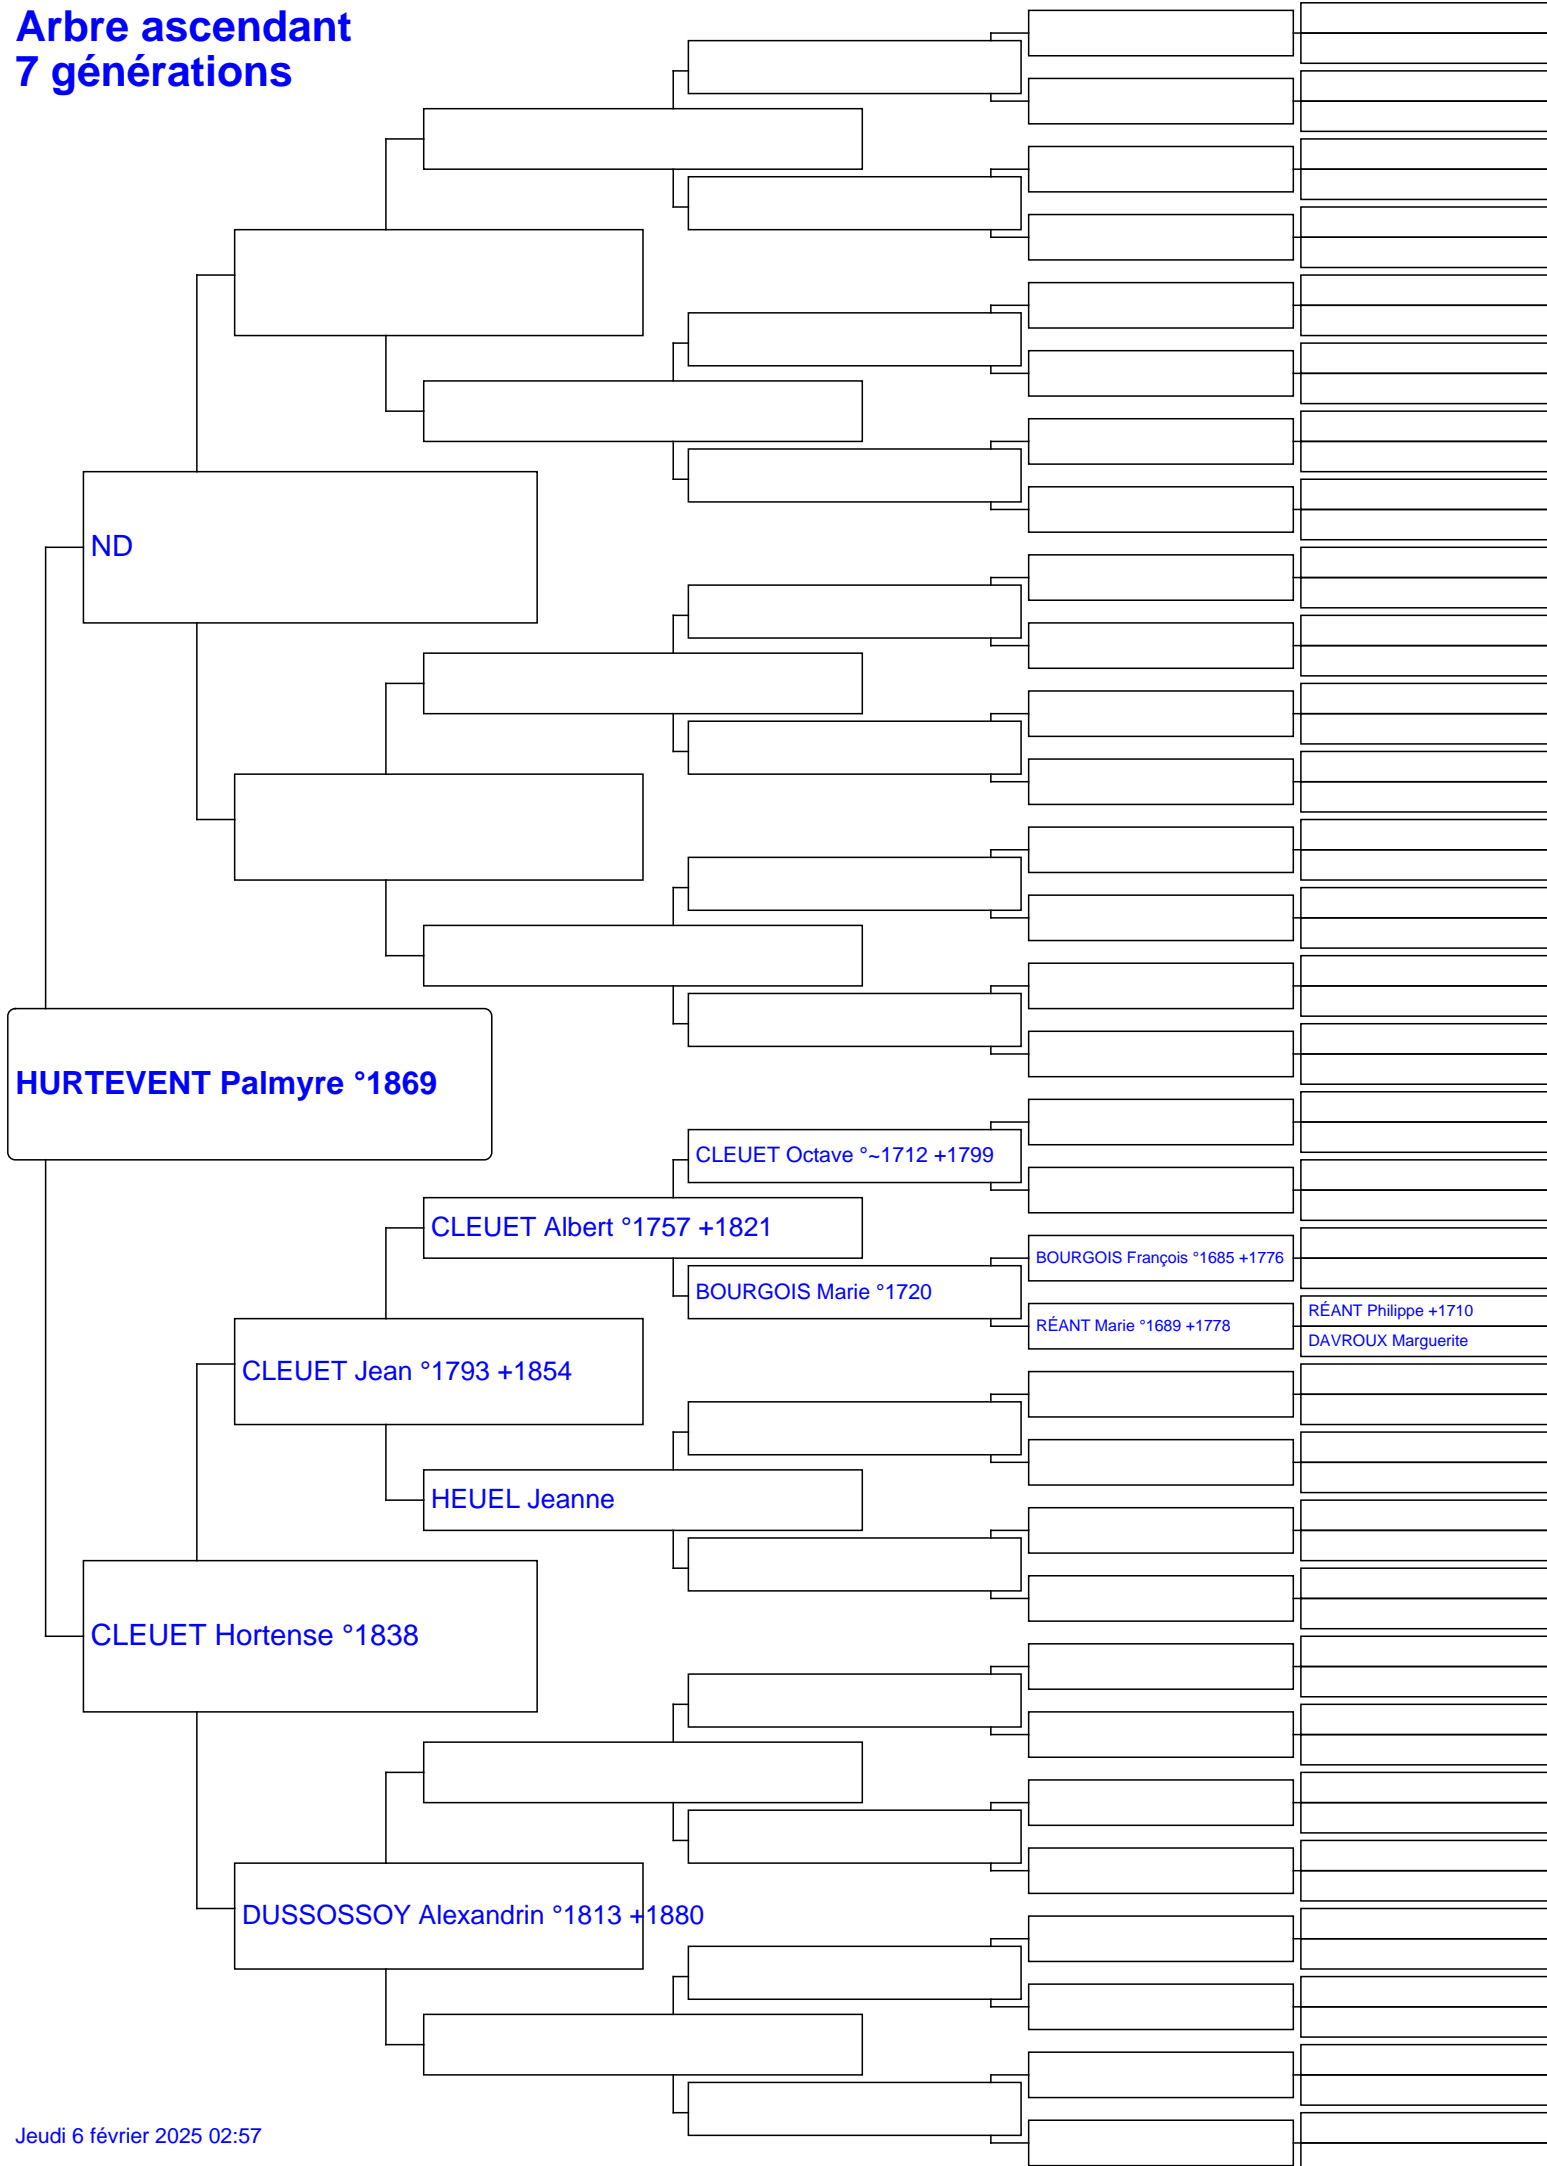 Arbre ascendant
7 générations
ND
HURTEVENT Palmyre °1869
CLEUET Octave °~1712 +1799
CLEUET Albert °1757 +1821
BOURGOIS François °1685 +1776
BOURGOIS Marie °1720
RÉANT Philippe +1710
RÉANT Marie °1689 +1778
DAVROUX Marguerite
CLEUET Jean °1793 +1854
HEUEL Jeanne
CLEUET Hortense °1838
DUSSOSSOY Alexandrin °1813 +1880
Jeudi 6 février 2025 02:57